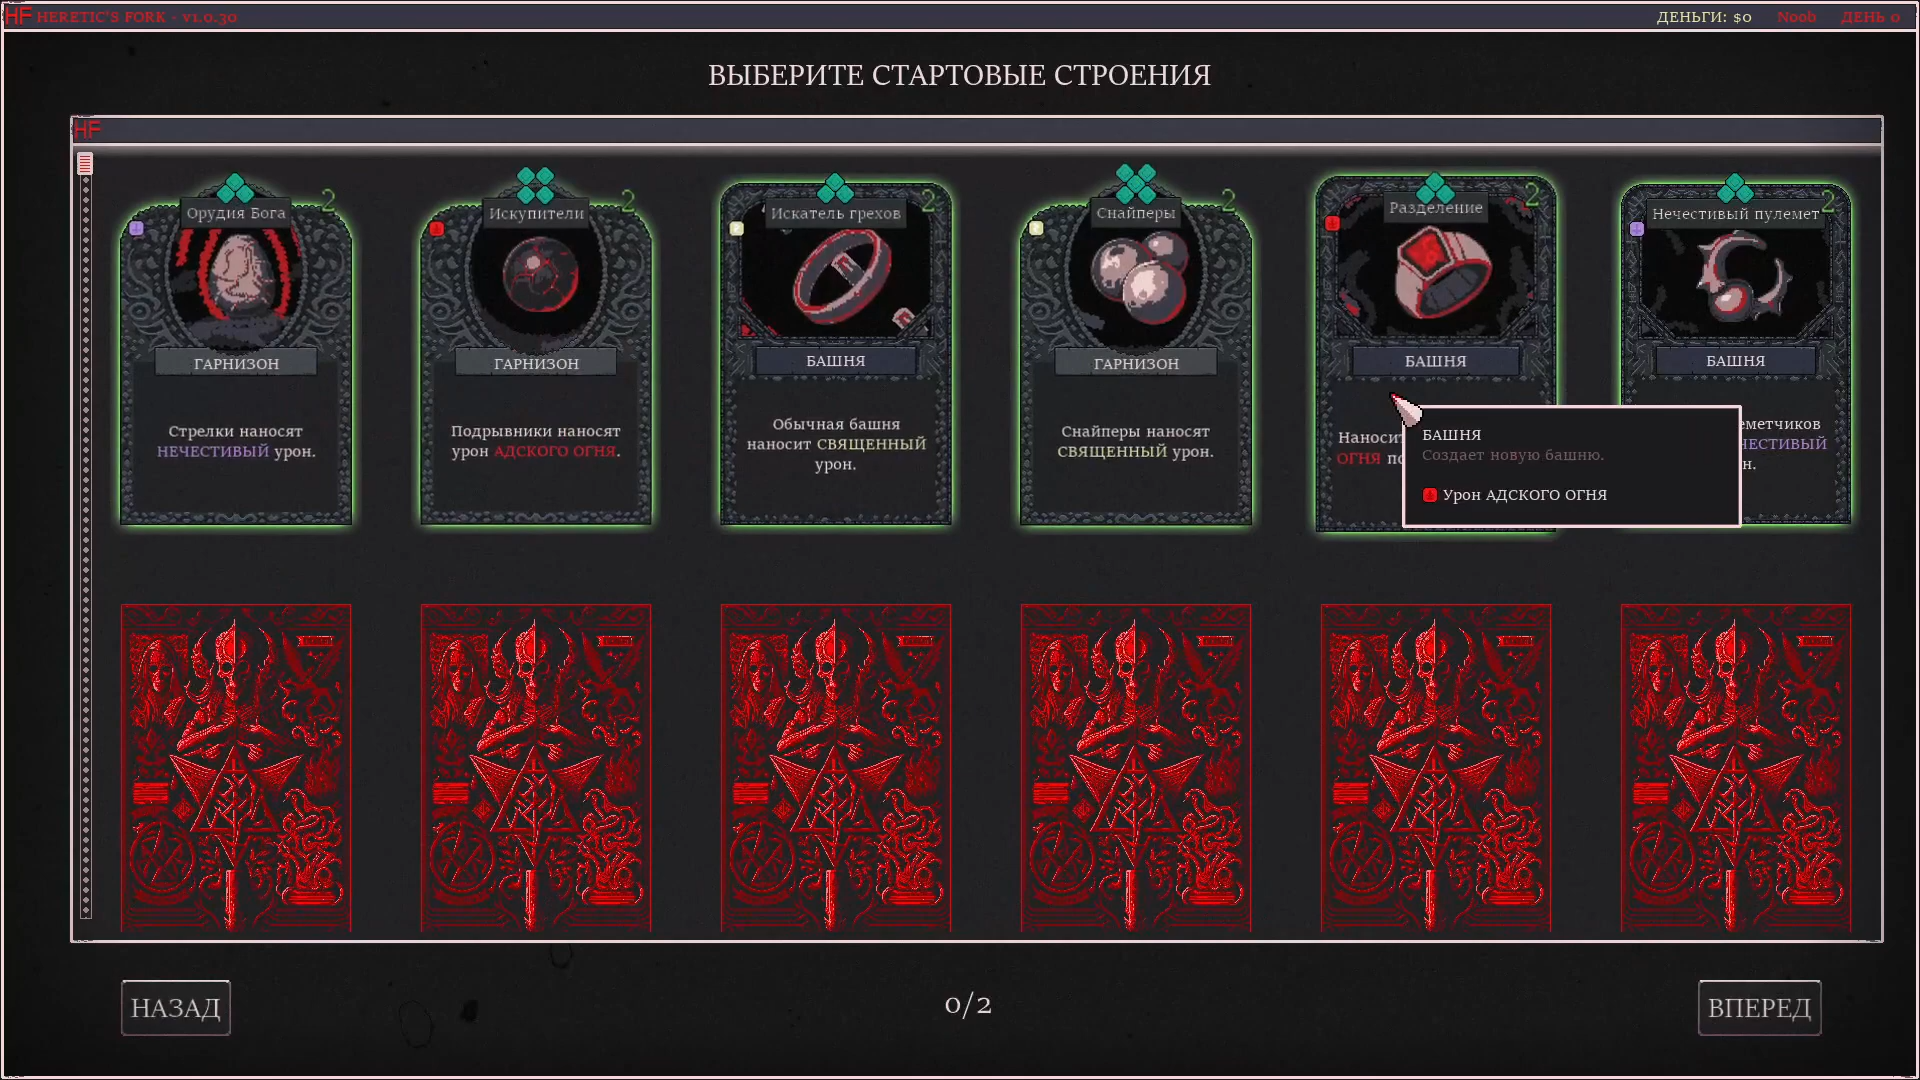 HF HERETIC'S FORK - V1.0.30
ДЕНЬГИ: $0 Noob ДЕНЬ 0
ВЫБЕРИТЕ СТАРТОВЫЕ СТРОЕНИЯ
HF
Орудия Бога 2
ГАРНИЗОН
Стрелки наносят
НЕЧЕСТИВЫЙ урон.
Искупители 2
ГАРНИЗОН
Подрывники наносят
урон АДСКОГО ОГНЯ.
Искатель грехов 2
БАШНЯ
Обычная башня
наносит СВЯЩЕННЫЙ
урон.
Снайперы 2
ГАРНИЗОН
Снайперы наносят
СВЯЩЕННЫЙ урон.
Разделение 2
БАШНЯ
Наносит
ОГНЯ по
БАШНЯ
Создает новую башню.
Урон АДСКОГО ОГНЯ
Нечестивый пулемет 2
БАШНЯ
еметчиков
ЧЕСТИВЫЙ
н.
НАЗАД
0/2
ВПЕРЕД